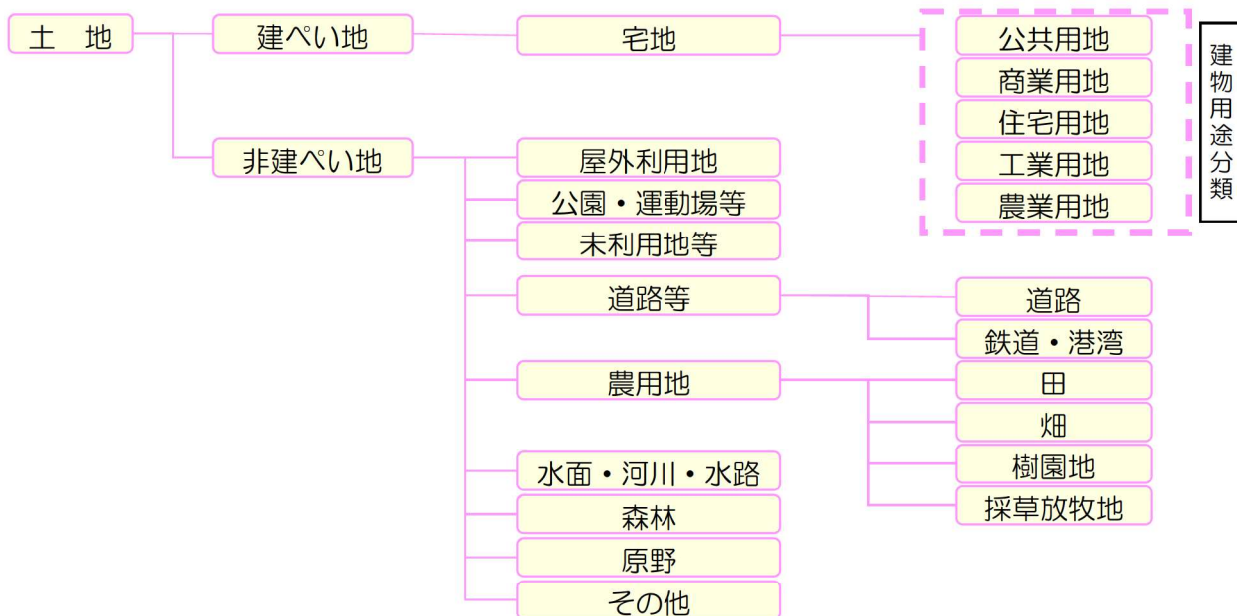 土　地
建ぺい地
宅地
公共用地
商業用地
住宅用地
工業用地
農業用地
建物用途分類
非建ぺい地
屋外利用地
公園・運動場等
未利用地等
道路等
道路
鉄道・港湾
農用地
田
畑
樹園地
採草放牧地
水面・河川・水路
森林
原野
その他